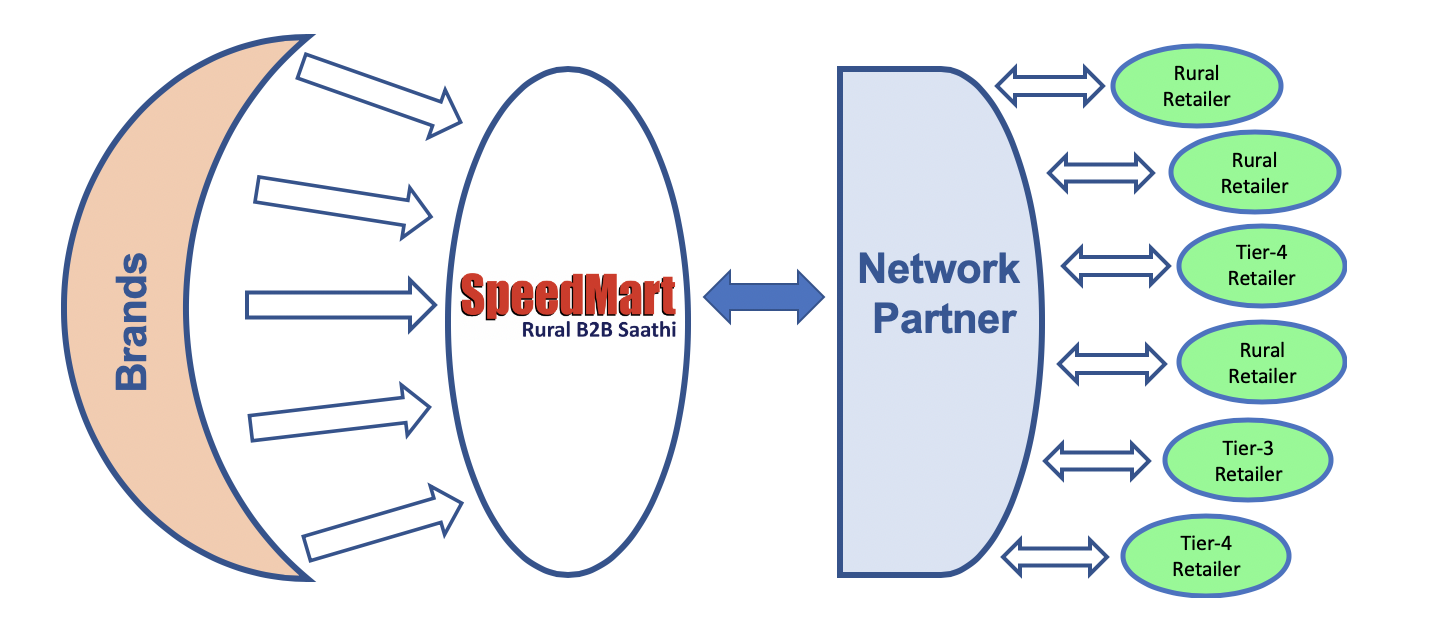 Brands
SpeedMart
Rural B2B Saathi
Network
Partner
Rural
Retailer
Rural
Retailer
Tier-4
Retailer
Rural
Retailer
Tier-3
Retailer
Tier-4
Retailer